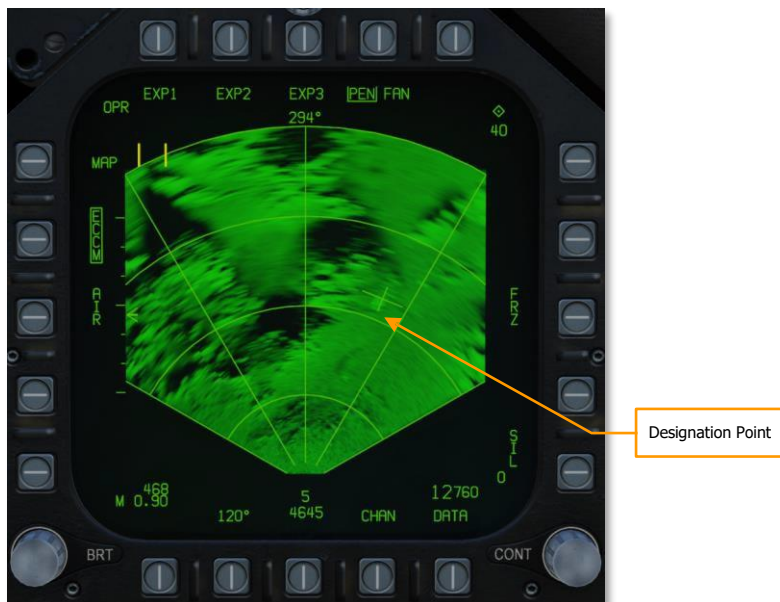 EXP1 EXP2 EXP3 PEN FAN
OPR
294°
40
MAP
ECCM
AIR
FRZ
Designation Point
SIL
0
468
M 0.90
5
12760
120°
4645
CHAN
DATA
BRT
CONT